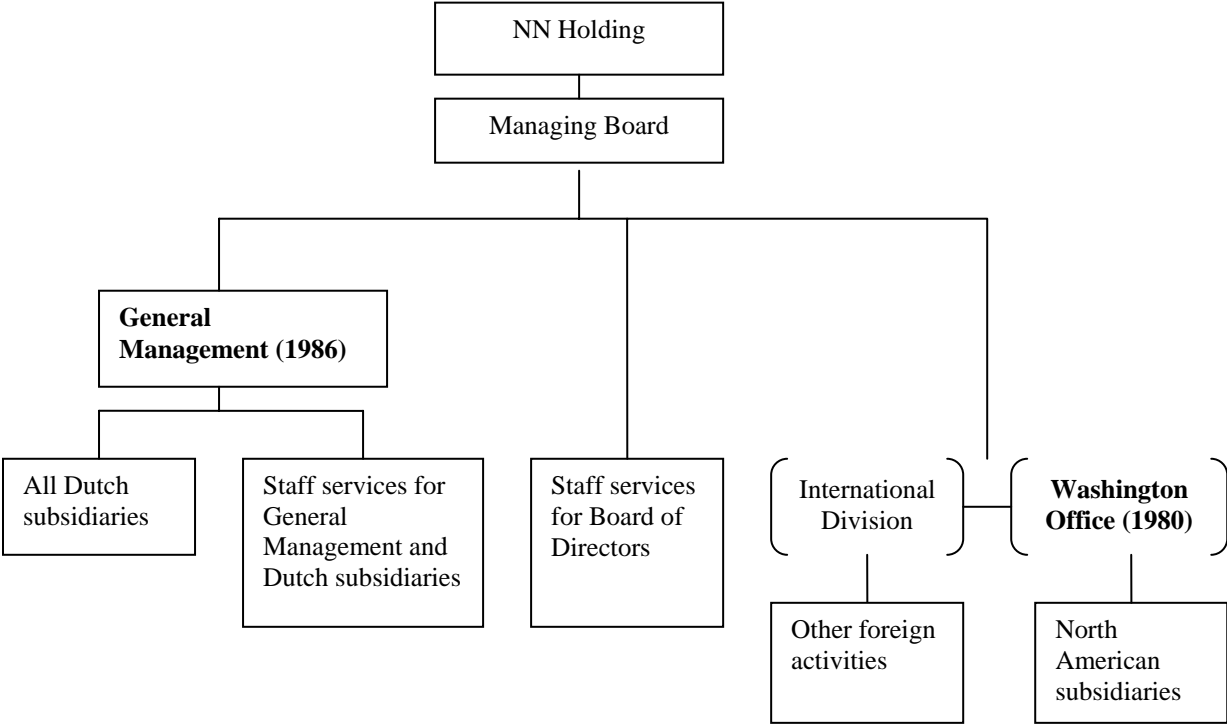 NN Holding
Managing Board
General
Management (1986)
All Dutch
subsidiaries
Staff services for
General
Management and
Dutch subsidiaries
Staff services
for Board of
Directors
International
Division
Washington
Office (1980)
Other foreign
activities
North
American
subsidiaries